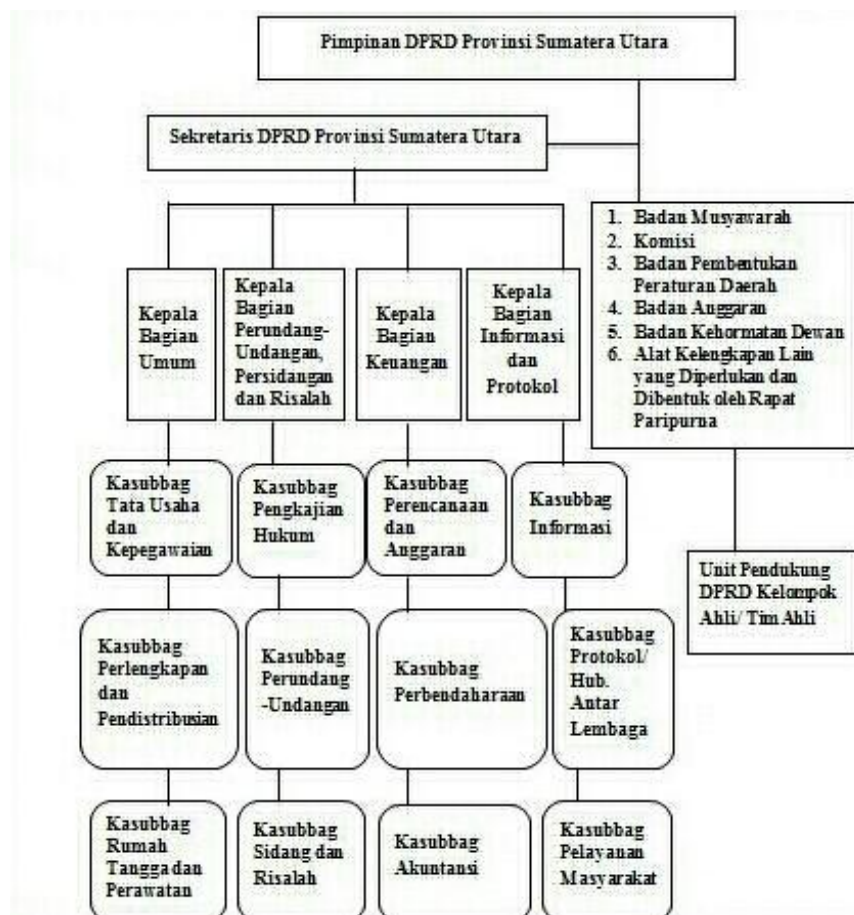 Pimpinan DPRD Provinsi Sumatera Utara
Sekretaris DPRD Provinsi Sumatera Utara
1. Badan Musyawarah
2. Komisi
3. Badan Pembentukan
Peraturan Daerah
4. Badan Anggaran
5. Badan Kehormatan Dewan
6. Alat Kelengkapan Lain
yang Diperlukan dan
Dibentuk oleh Rapat
Paripurna
Kepala
Bagian
Umum
Kepala
Bagian
Perundang-
Undangan,
Persidangan
dan Risalah
Kepala
Bagian
Keuangan
Kepala
Bagian
Informasi
dan
Protokol
Kasubbag
Tata Usaha
dan
Kepegawaian
Kasubbag
Pengkajian
Hukum
Kasubbag
Perencanaan
dan
Anggaran
Kasubbag
Informasi
Unit Pendukung
DPRD Kelompok
Ahli/ Tim Ahli
Kasubbag
Perlengkapan
dan
Pendistribusian
Kasubbag
Perundang
-Undangan
Kasubbag
Perbendaharaan
Kasubbag
Protokol/
Hub.
Antar
Lembaga
Kasubbag
Rumah
Tangga dan
Perawatan
Kasubbag
Sidang dan
Risalah
Kasubbag
Akuntansi
Kasubbag
Pelayanan
Masyarakat